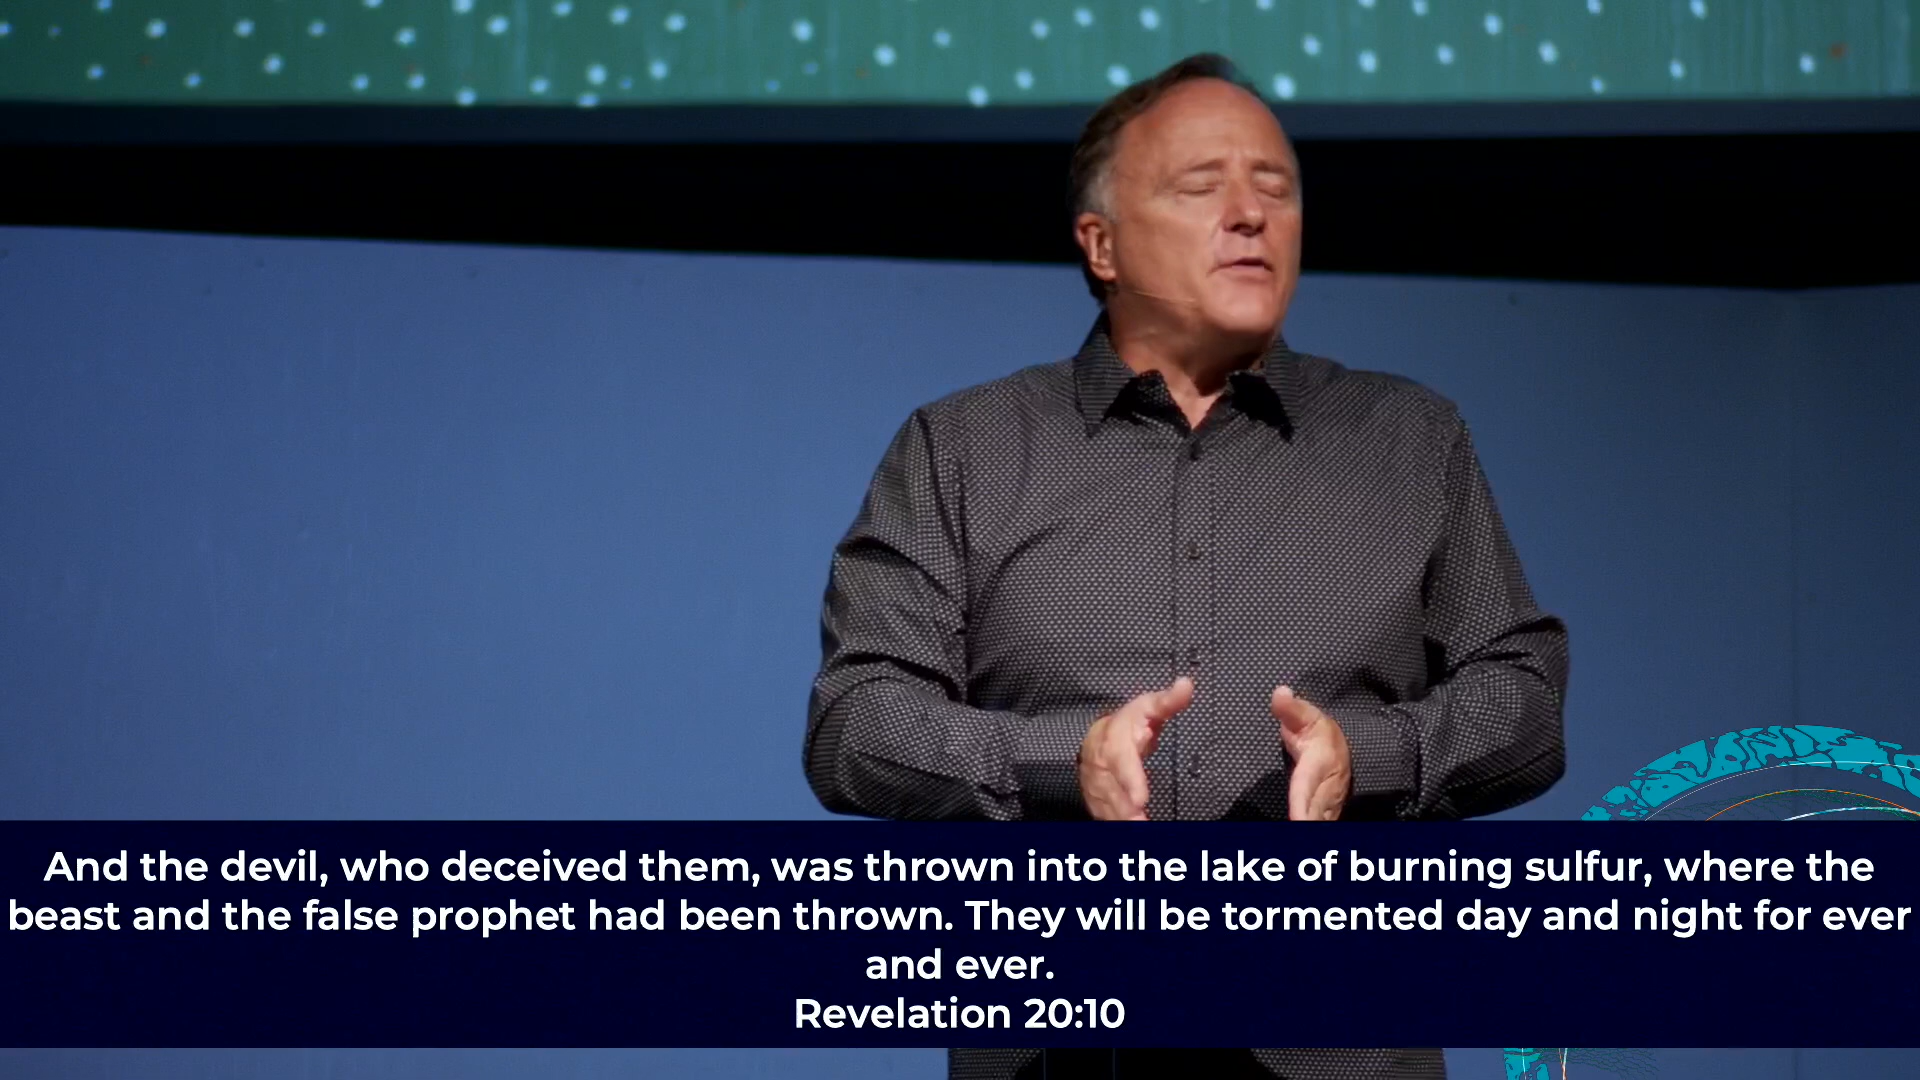 And the devil, who deceived them, was thrown into the lake of burning sulfur, where the
beast and the false prophet had been thrown. They will be tormented day and night for ever
and ever.
Revelation 20:10